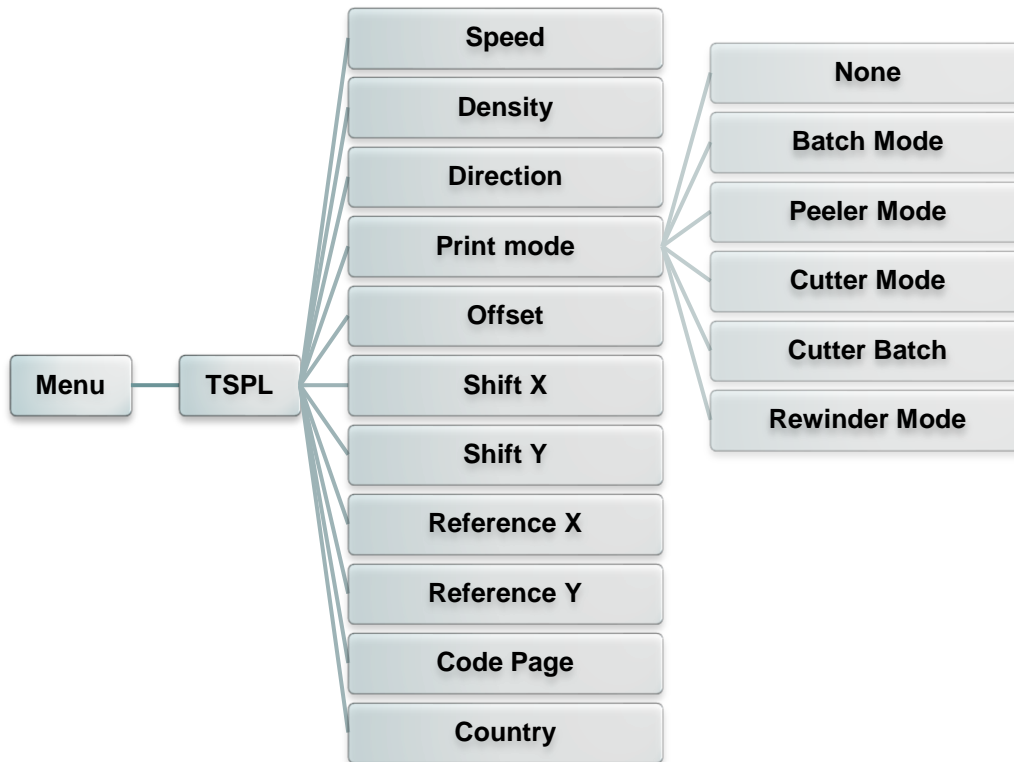 Menu
TSPL
Speed
Density
Direction
Print mode
Offset
Shift X
Shift Y
Reference X
Reference Y
Code Page
Country
None
Batch Mode
Peeler Mode
Cutter Mode
Cutter Batch
Rewinder Mode